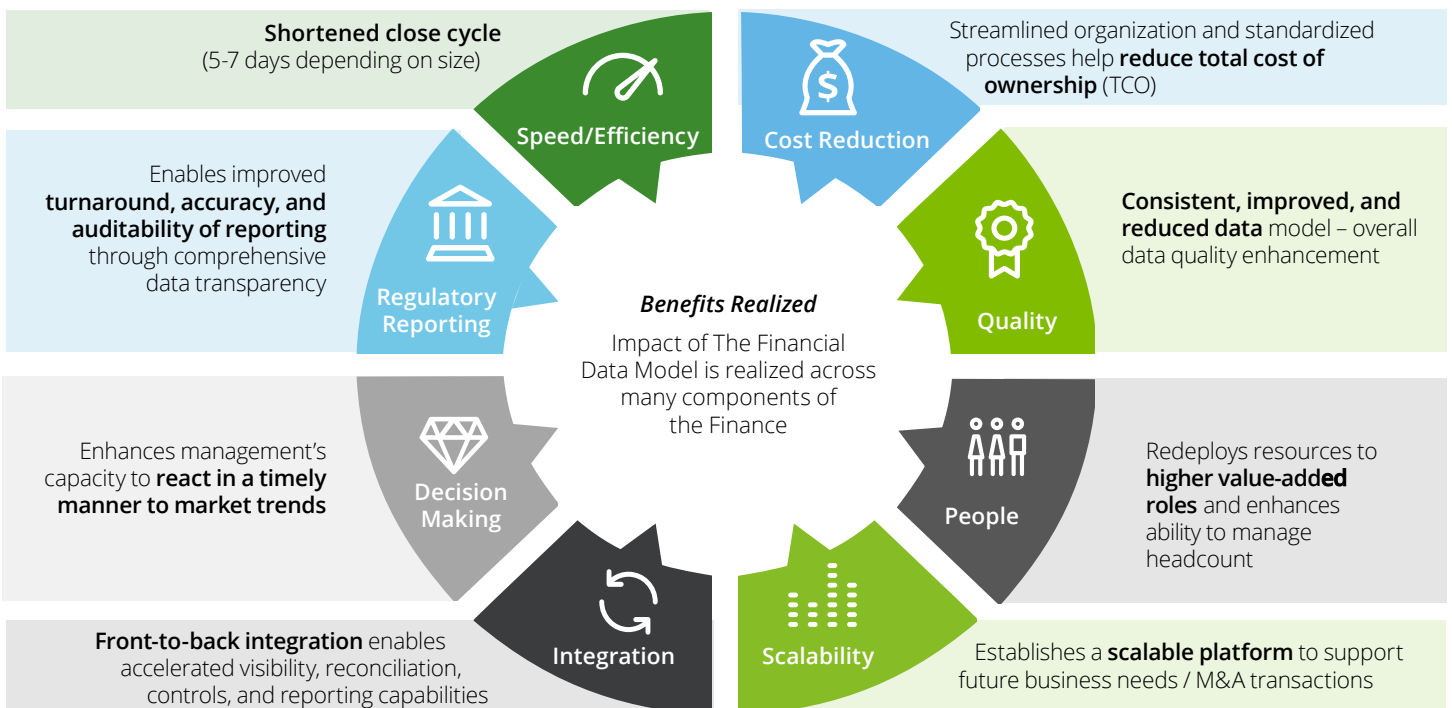 Shortened close cycle
(5-7 days depending on size)
Speed/Efficiency
$
Cost Reduction
Streamlined organization and standardized
processes help reduce total cost of
ownership (TCO)
Enables improved
turnaround, accuracy, and
auditability of reporting
through comprehensive
data transparency
Regulatory
Reporting
Quality
Consistent, improved, and
reduced data model – overall
data quality enhancement
Benefits Realized
Impact of The Financial
Data Model is realized across
many components of
the Finance
Enhances management’s
capacity to react in a timely
manner to market trends
Decision
Making
People
Redeploys resources to
higher value-added
roles and enhances
ability to manage
headcount
Front-to-back integration enables
accelerated visibility, reconciliation,
controls, and reporting capabilities
Integration
Scalability
Establishes a scalable platform to support
future business needs / M&A transactions